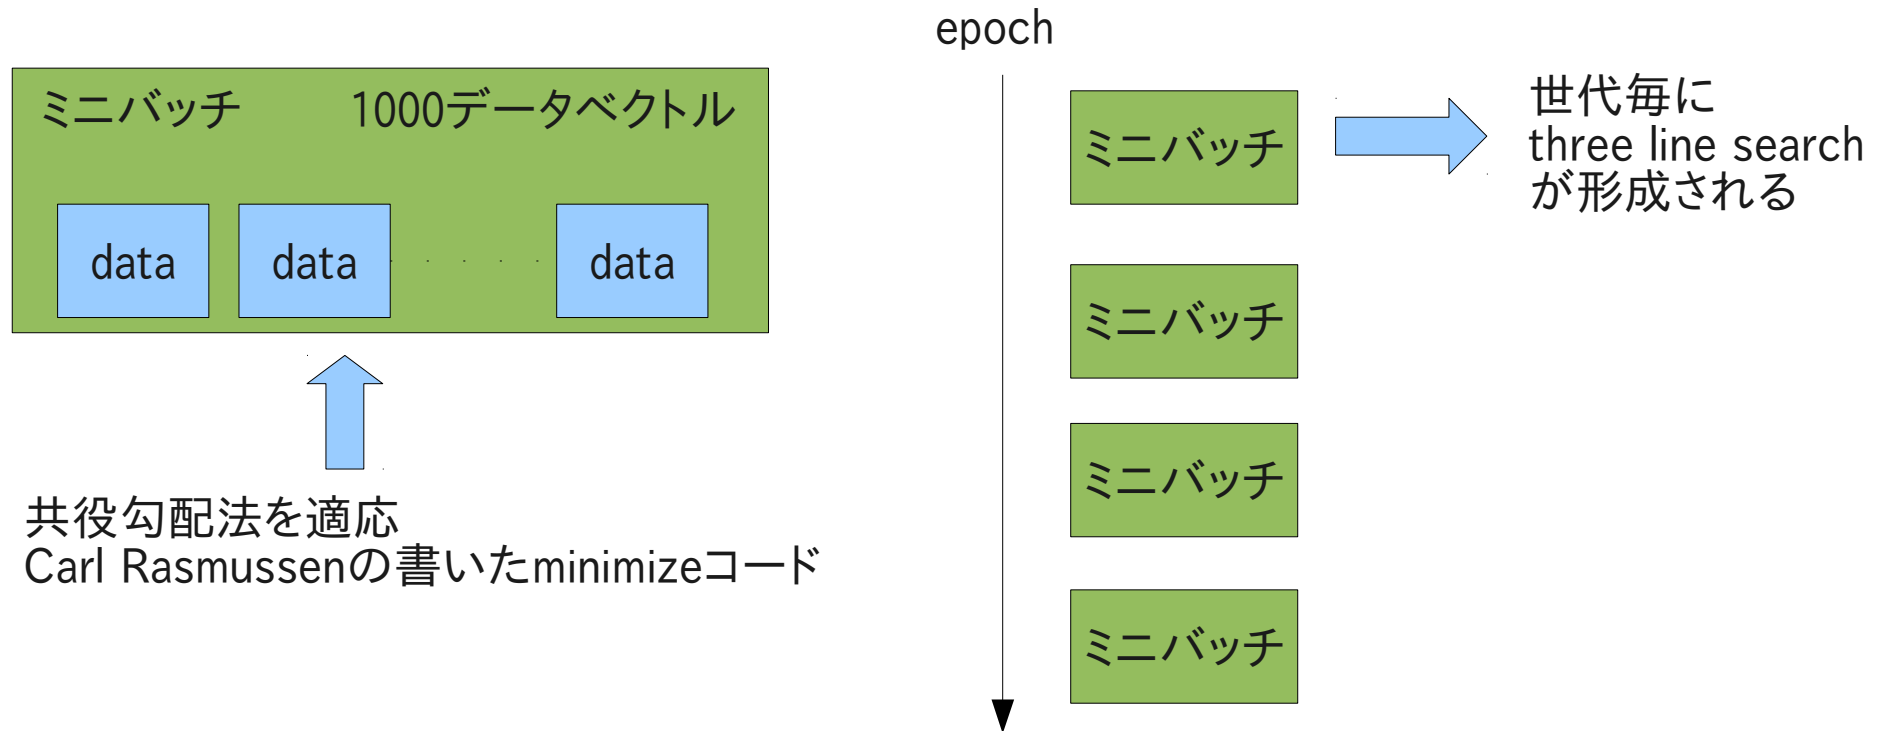 ミニバッチ 1000データベクトル
data data data
共役勾配法を適応
Carl Rasmussenの書いたminimizeコード
epoch
ミニバッチ
世代毎に
three line search
が形成される
ミニバッチ
ミニバッチ
ミニバッチ